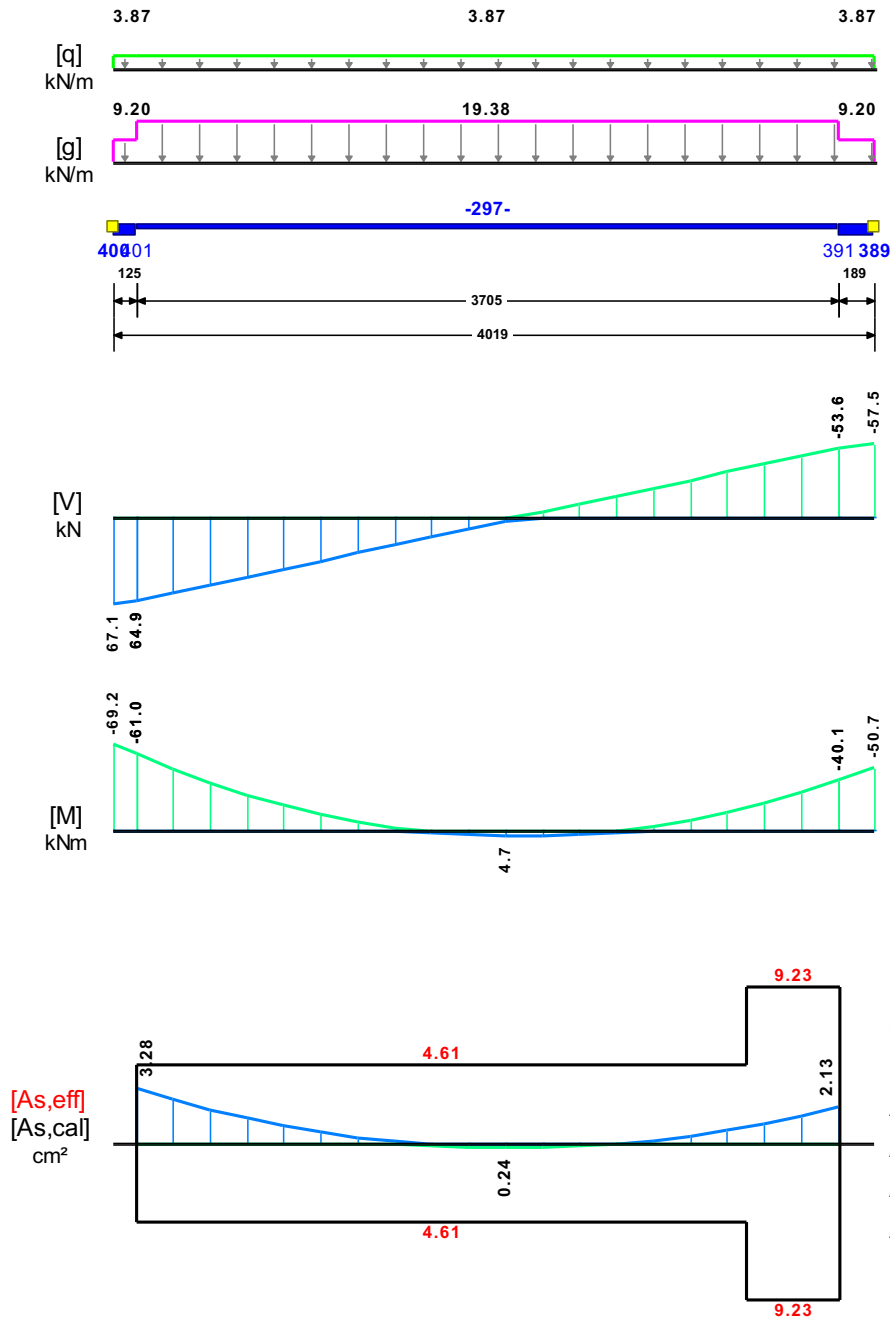 3.87 3.87 3.87
[q]
kN/m
9.20 19.38 9.20
[g]
kN/m
-297-
401 391 389
125 189
3705
4019
-53.6 -57.5
[V]
kN
67.1 64.9
-69.2 -61.0 -40.1 -50.7
[M]
kNm
4.7
9.23
4.61
3.28 2.13
[As,eff]
[As,cal]
cm²
0.24
4.61
9.23